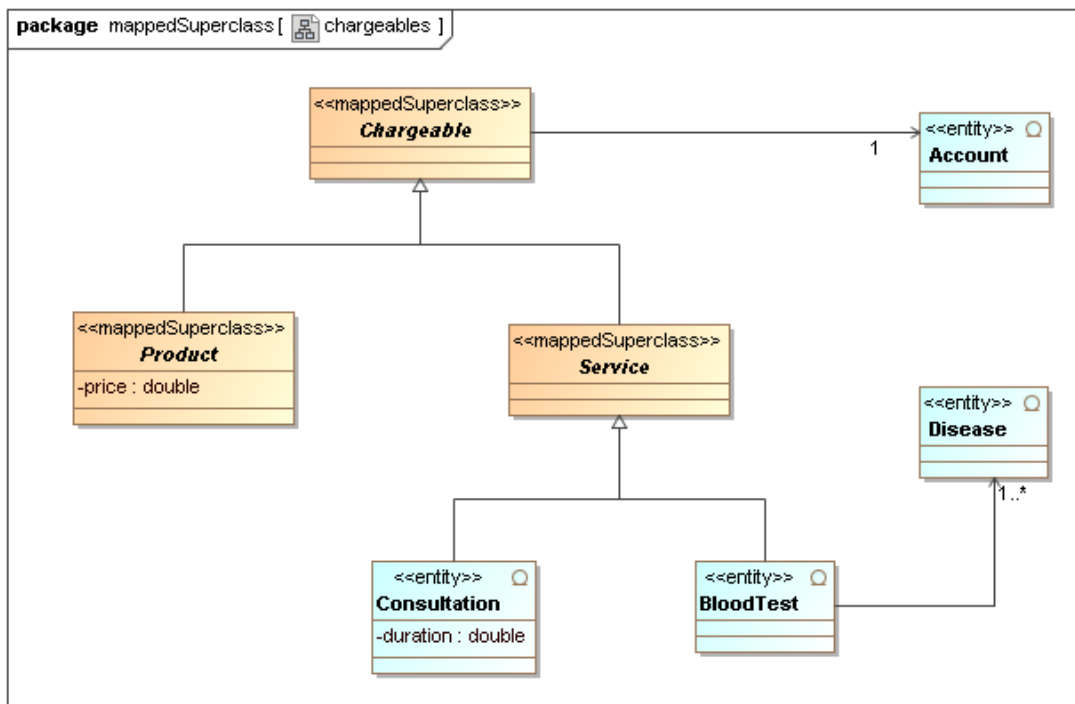 package mappedSuperclass [ chargeables ]
<<mappedSuperclass>>
Chargeable
1
<<entity>>
Account
<<mappedSuperclass>>
Product
-price : double
<<mappedSuperclass>>
Service
<<entity>>
Disease
1..*
<<entity>>
Consultation
-duration : double
<<entity>>
BloodTest